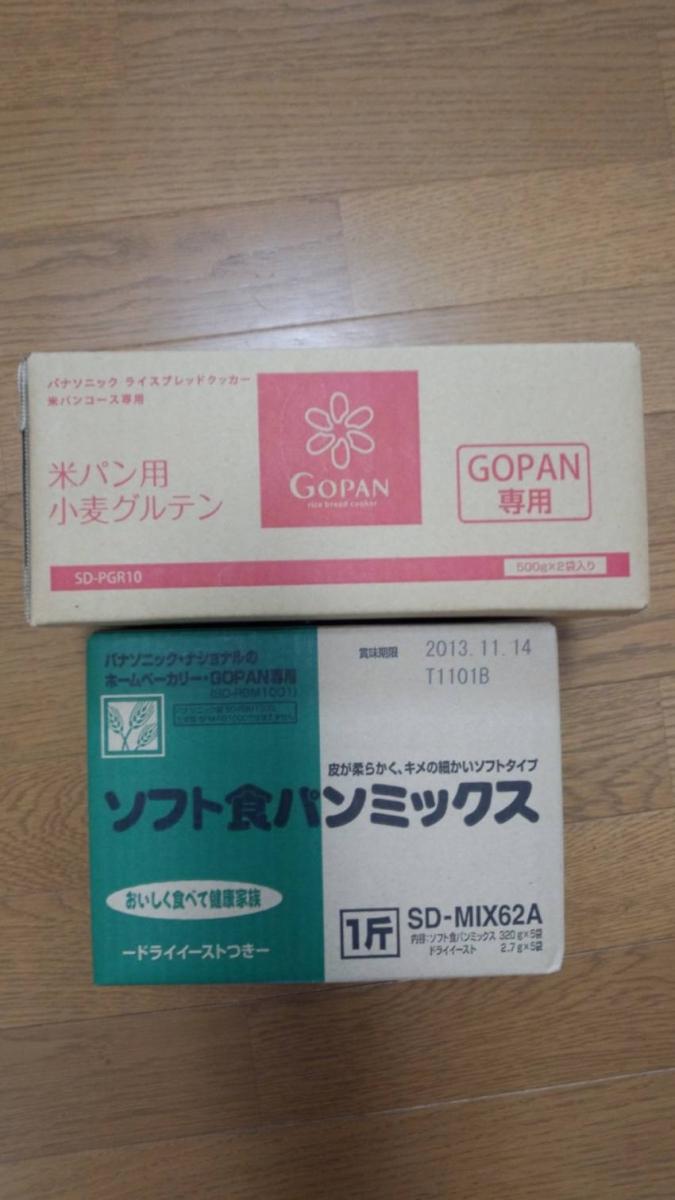 パナソニック ライスブレッドクッカー
米パンコース専用
米パン用
小麦グルテン
GOPAN
rice bread cooker
GOPAN
専用
SD-PGR10
500g×2袋入り
パナソニック・ナショナルの
ホームベーカリー・GOPAN専用
(SD-RBM1001)
賞味期限
2013.11.14
T1101B
皮が柔らかく、キメの細かいソフトタイプ
ソフト食パンミックス
おいしく食べて健康家族
ードライイーストつきー
1斤
SD-MIX62A
内容:ソフト食パンミックス 320g×5袋
ドライイースト 2.7g×5袋